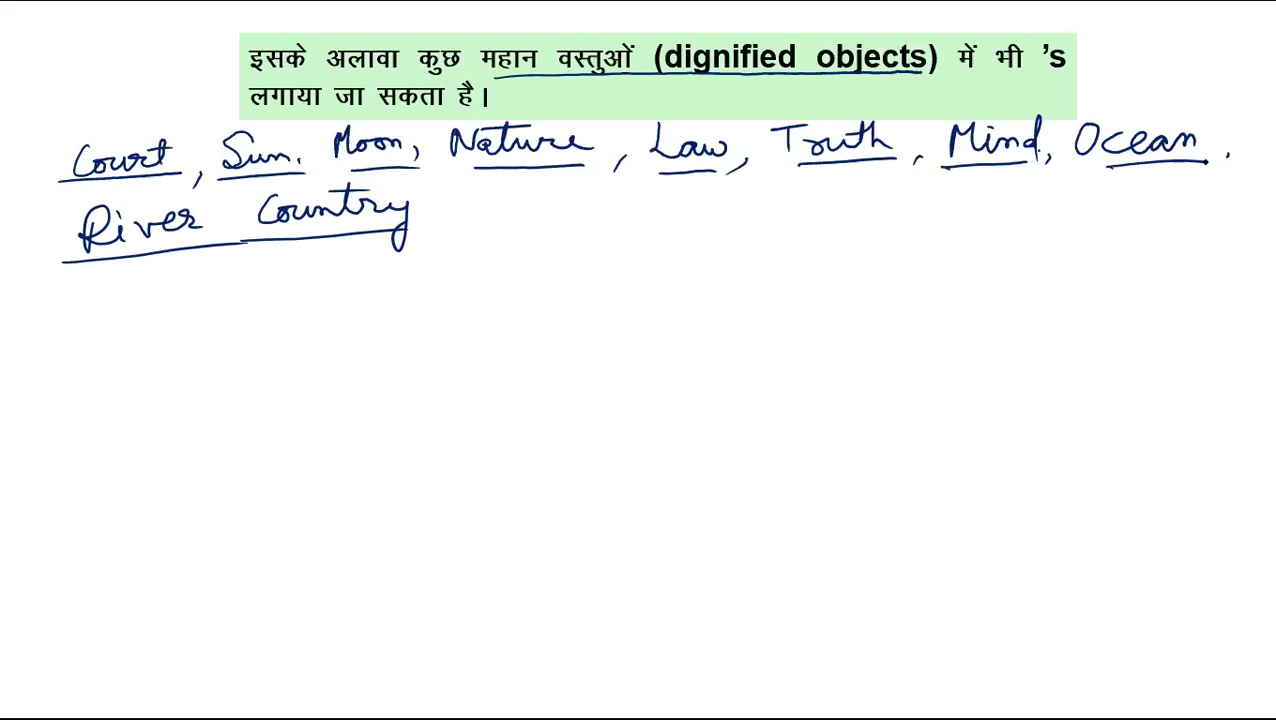 इसके अलावा कुछ महान वस्तुओं (dignified objects) में भी 's
लगाया जा सकता है।
Court, Sun. Moon, Nature, Law, Truth, Mind, Ocean.
River Country